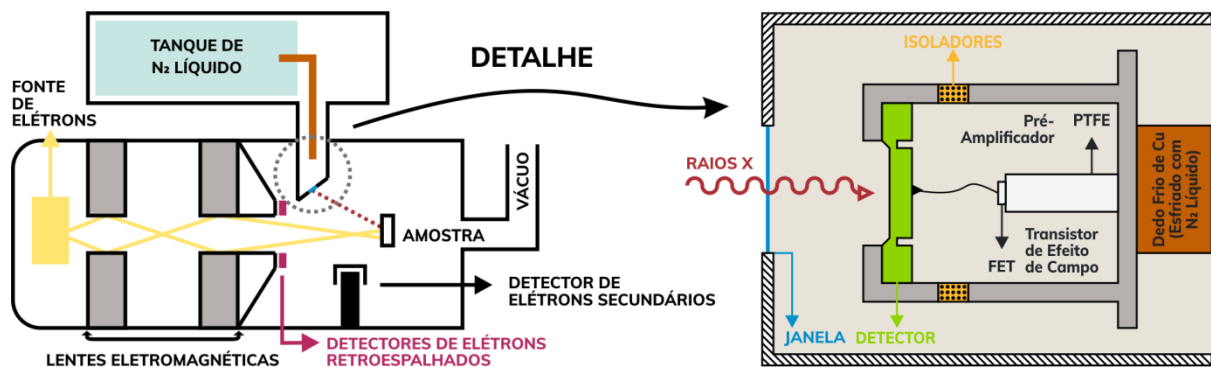 TANQUE DE
N₂ LÍQUIDO
FONTE
DE
ELÉTRONS
DETALHE
VÁCUO
AMOSTRA
DETECTOR DE
ELÉTRONS SECUNDÁRIOS
DETECTORES DE ELÉTRONS
RETROESPALHADOS
LENTES ELETROMAGNÉTICAS
ISOLADORES
RAIOS X
Pré-
Amplificador
PTFE
Transistor
de Efeito
de Campo
FET
Dedo Frio de Cu
(Esfriado com
N₂ Líquido)
JANELA
DETECTOR